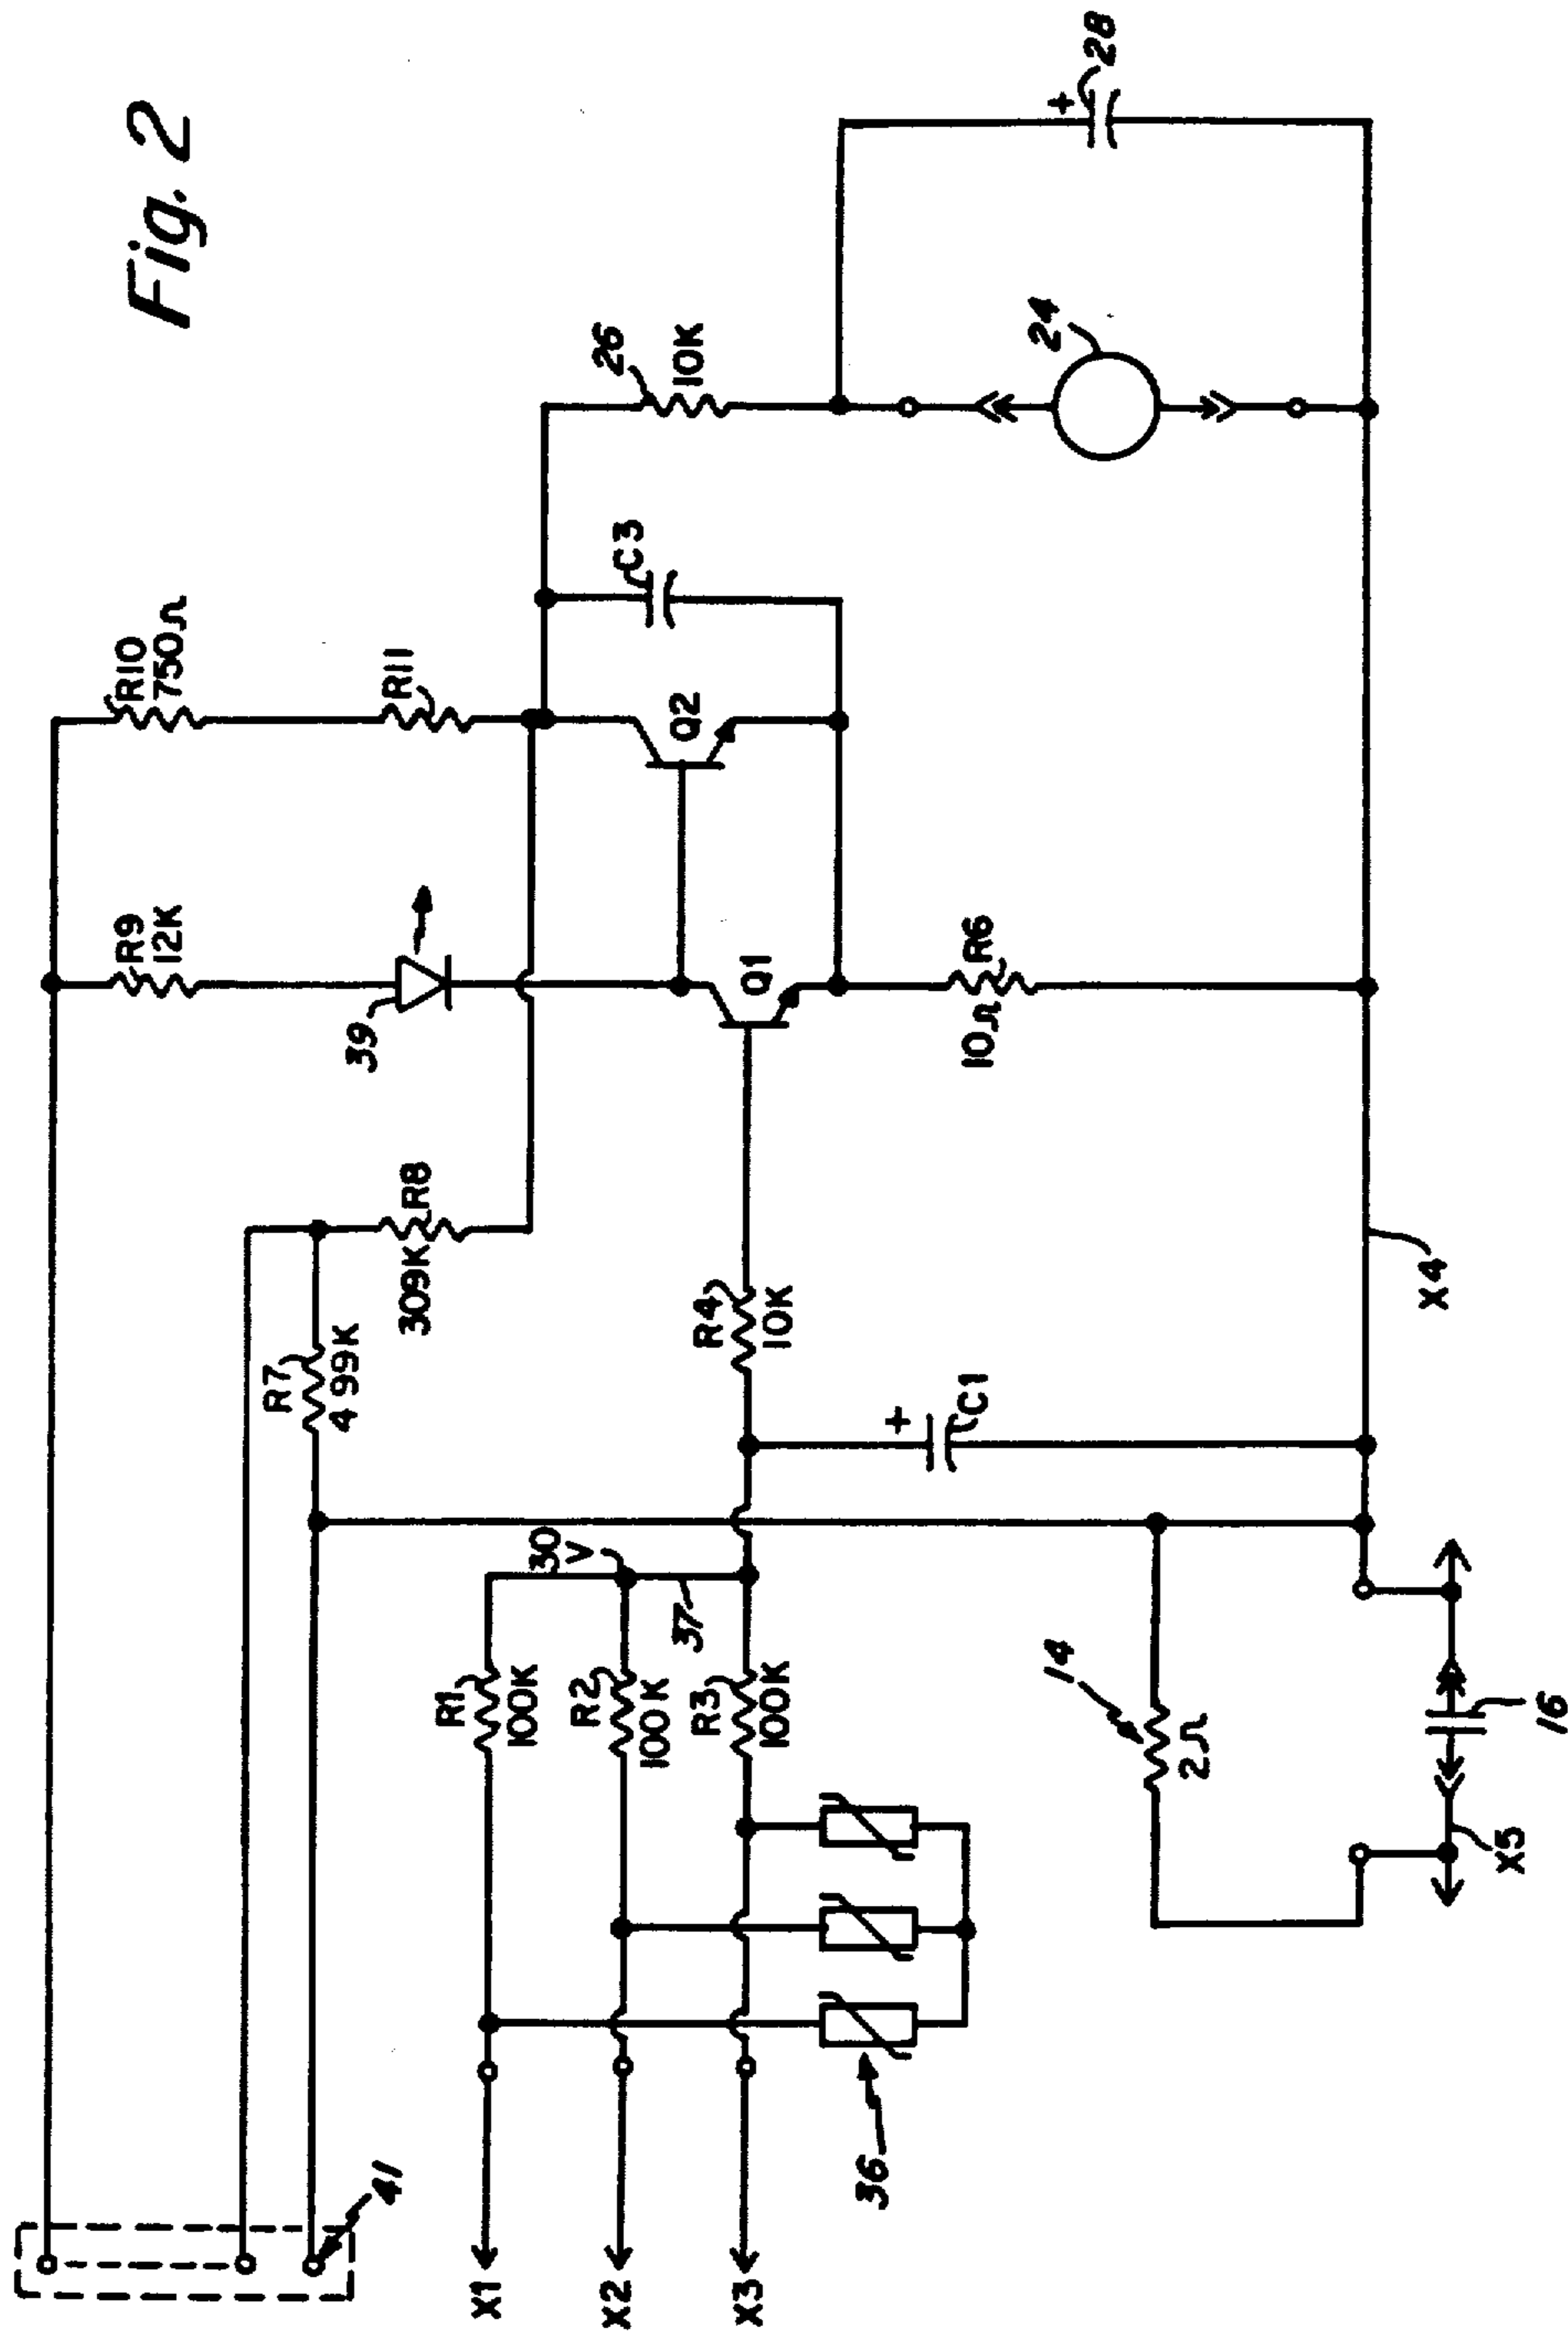 Fig. 2
R10
750Ω
R9
12K
R11
39
26
10K
C3
28
+
R8
309K
R7
499K
Q2
Q1
24
R4
10K
R6
10Ω
30
V
37
R1
100K
R2
100K
R3
100K
+
C1
41
X1
X2
X3
36
14
2Ω
X4
X5
16